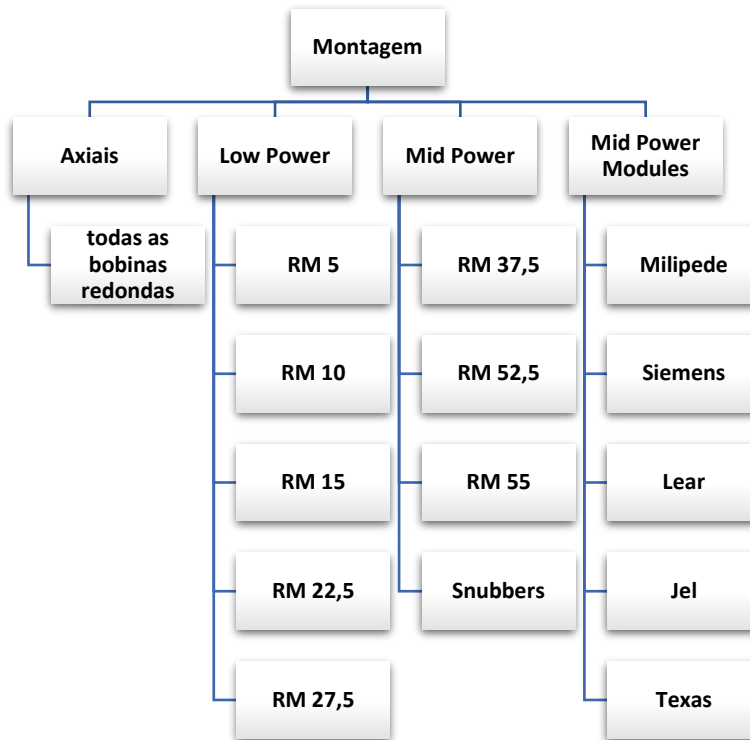 Montagem
Axiais
Low Power
Mid Power
Mid Power
Modules
todas as
bobinas
redondas
RM 5
RM 37,5
Milipede
RM 10
RM 52,5
Siemens
RM 15
RM 55
Lear
RM 22,5
Snubbers
Jel
RM 27,5
Texas